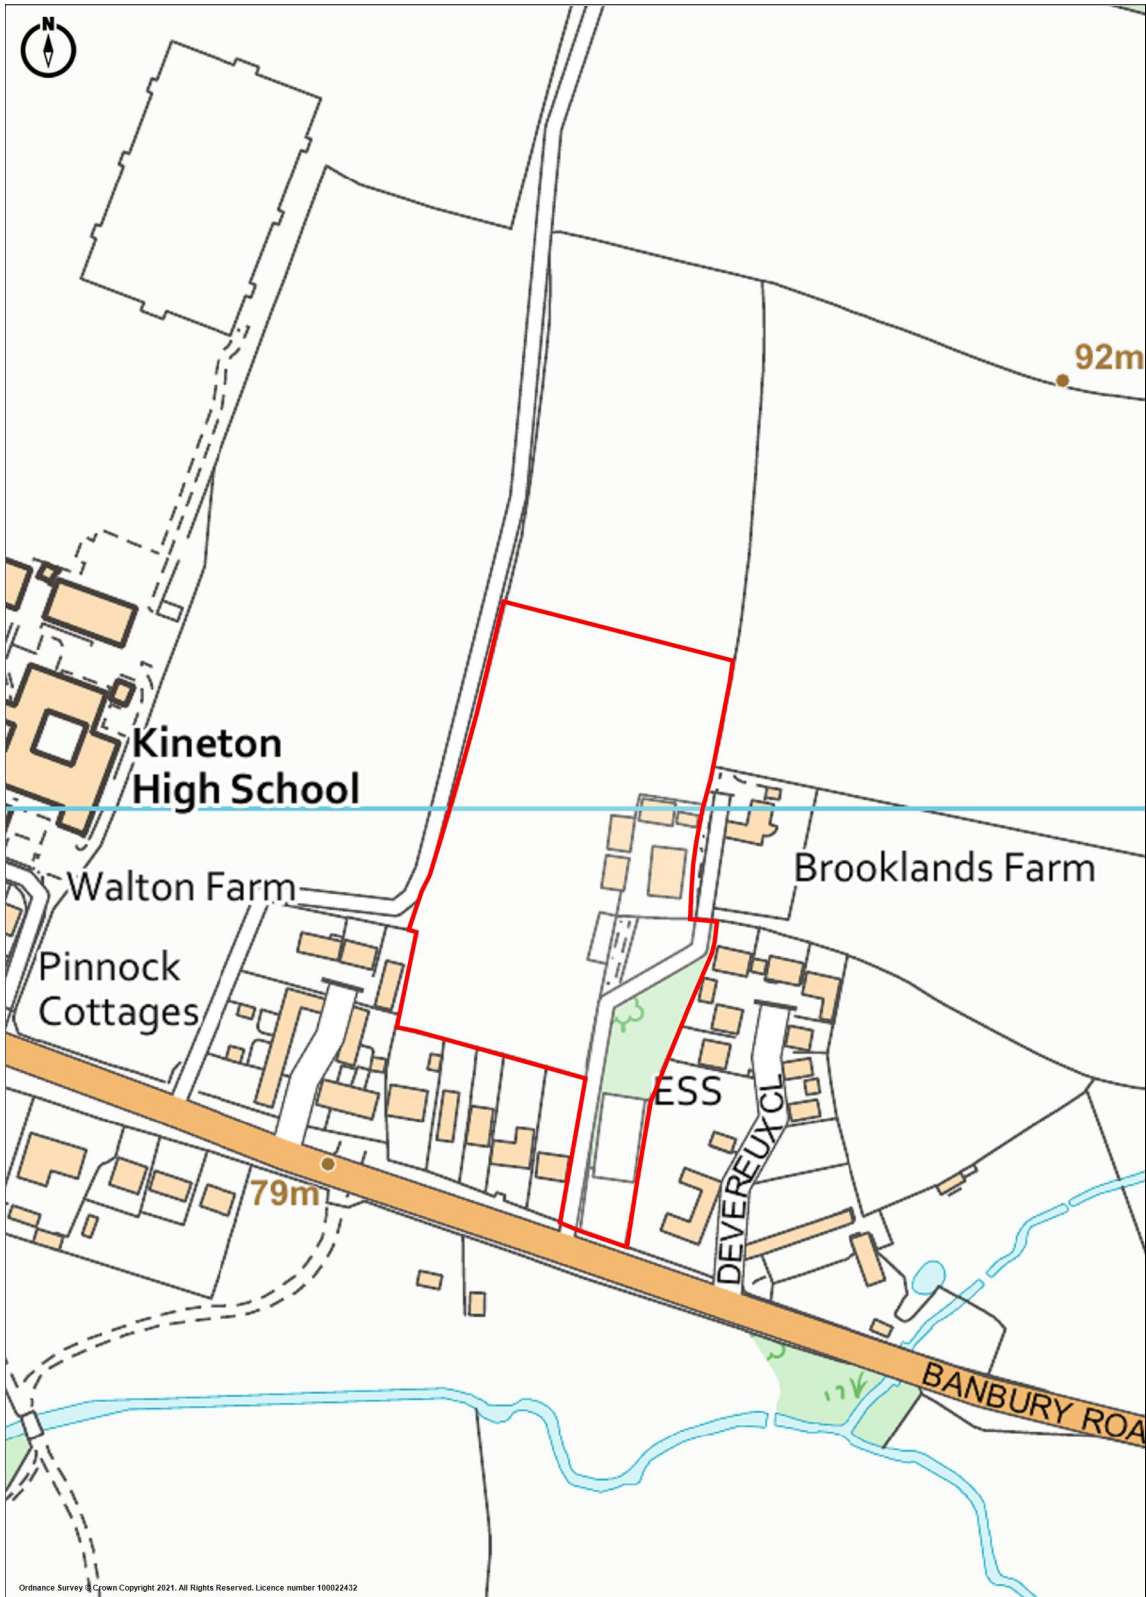 N
92m
Kineton
High School
Walton Farm
Brooklands Farm
Pinnock
Cottages
ESS
DEVEREUX CL
79m
BANBURY ROA
Ordnance Survey © Crown Copyright 2021. All Rights Reserved. Licence number 100022432